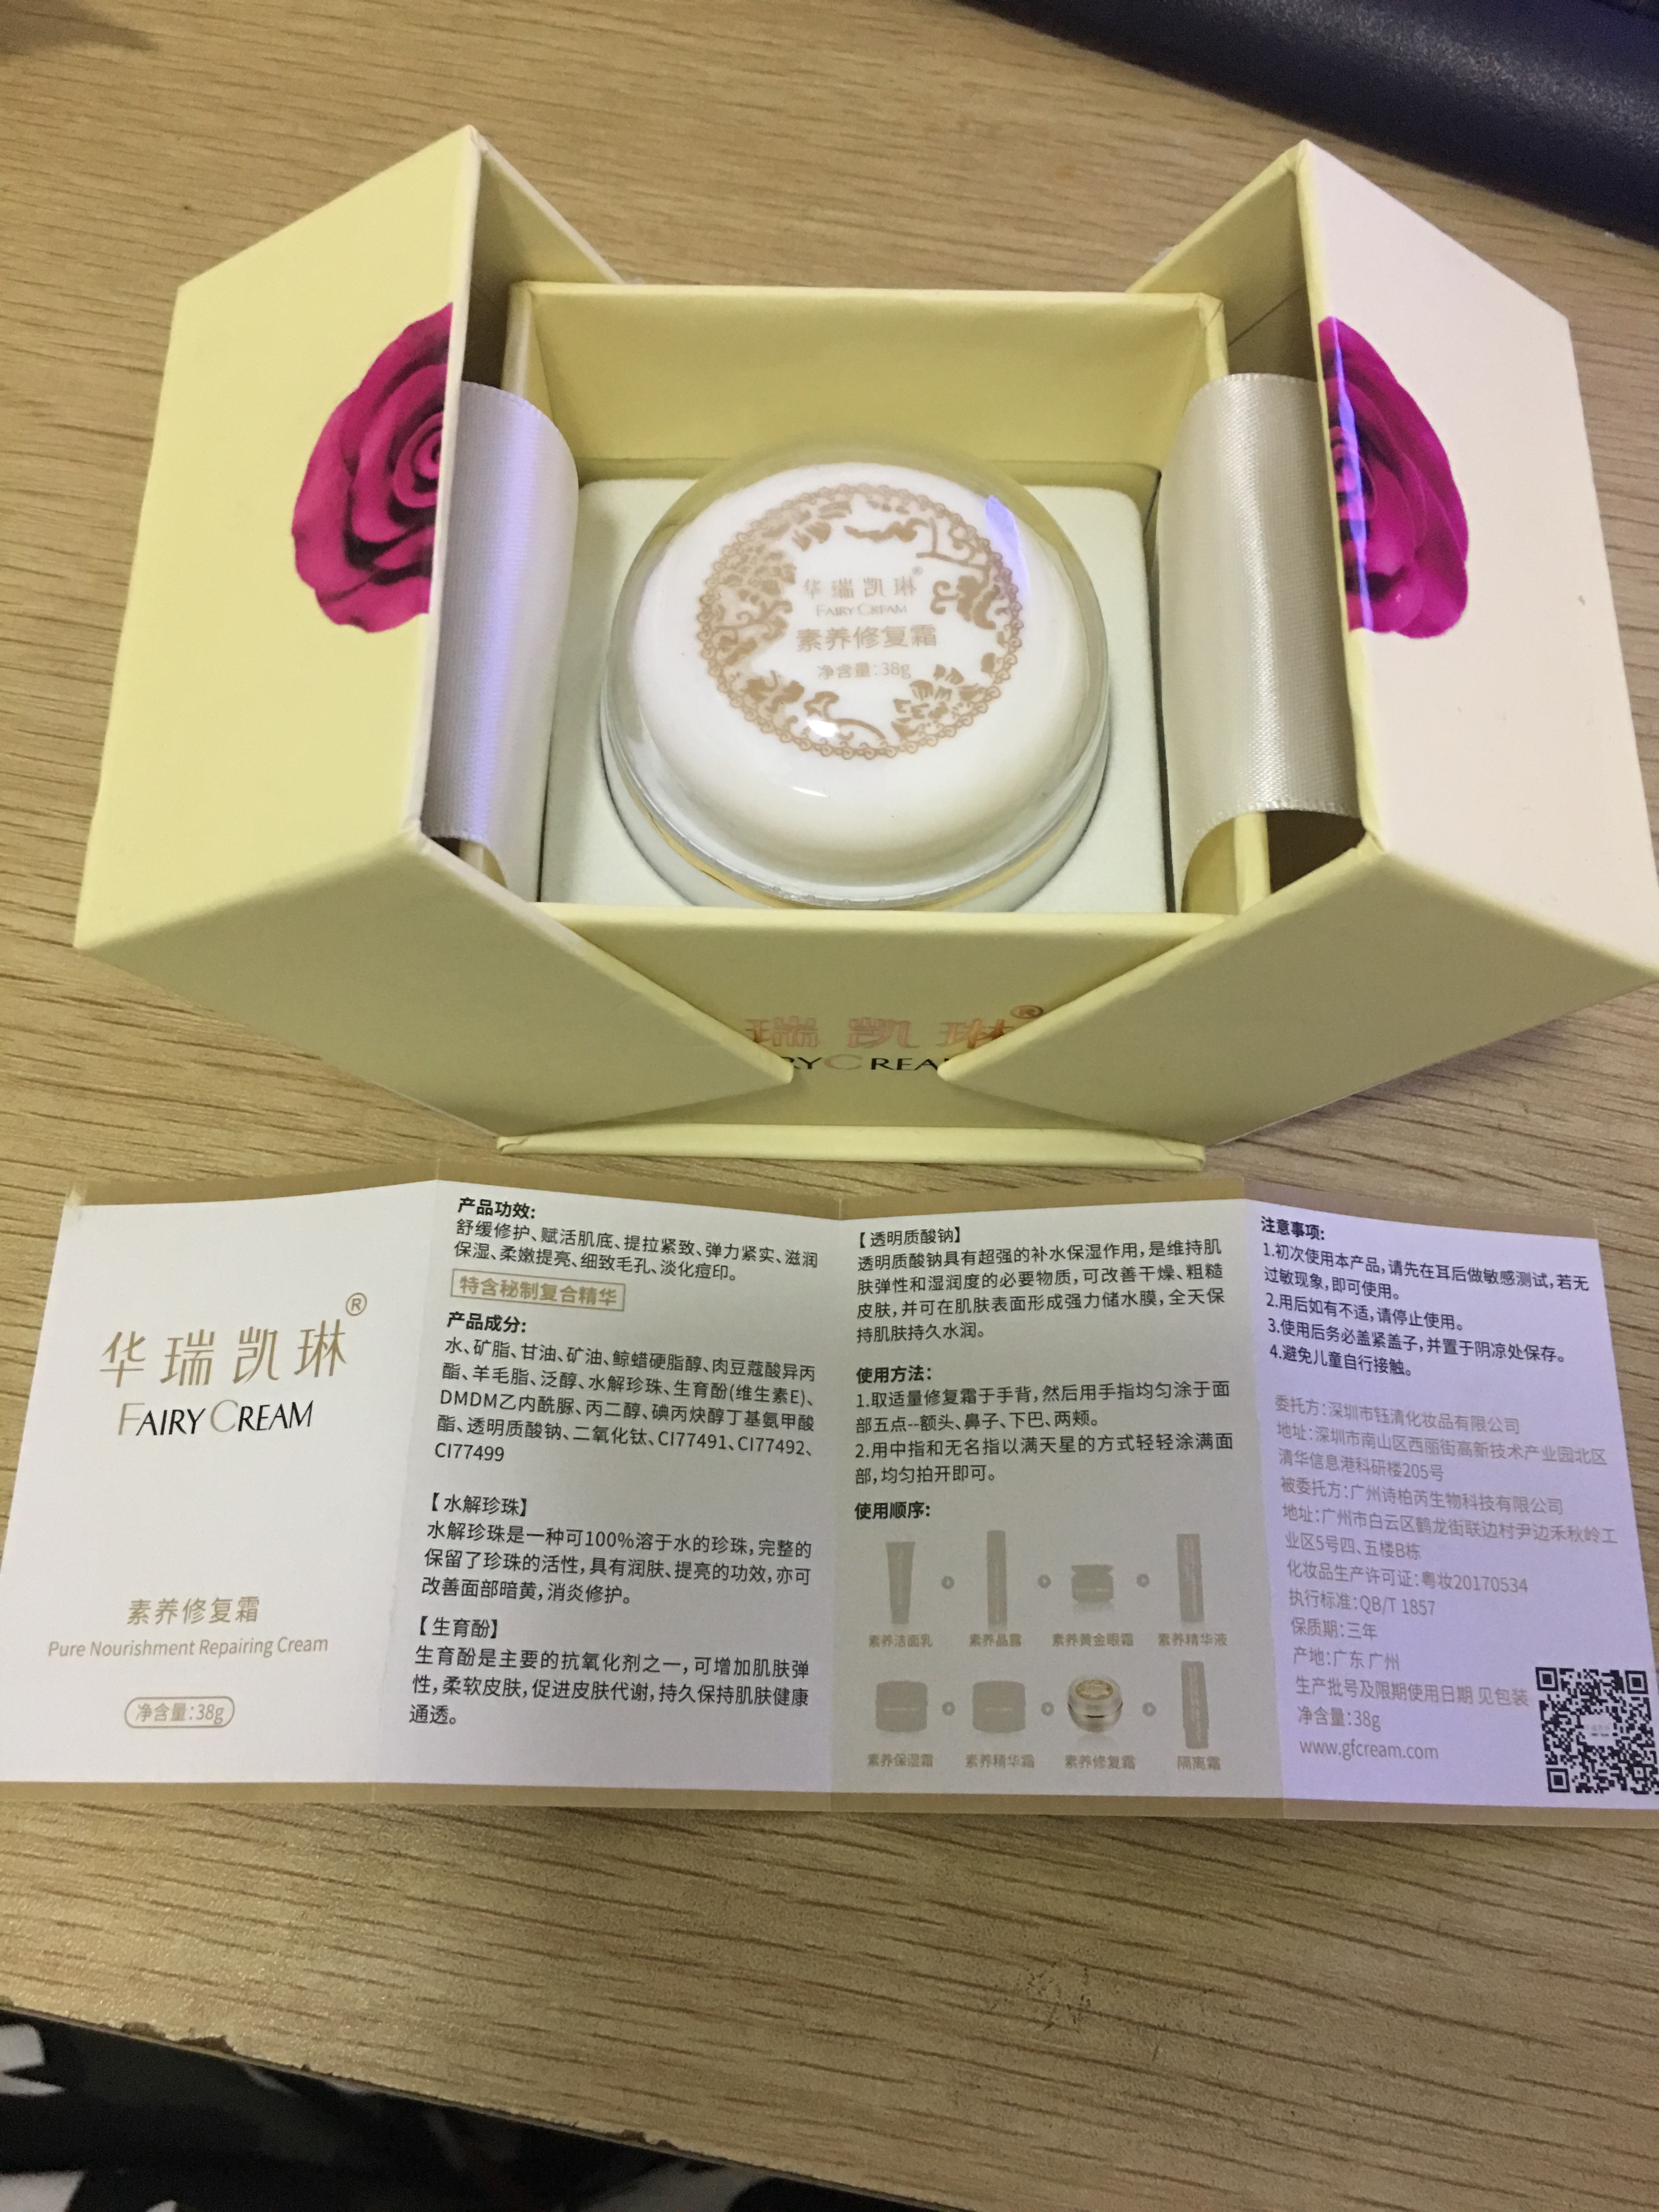 华瑞凯琳®
FAIRY CREAM
素养修复霜
净含量:38g
瑞凯琳®
RY CREA
华瑞凯琳®
FAIRY CREAM
素养修复霜
Pure Nourishment Repairing Cream
净含量:38g
产品功效:
舒缓修护、赋活肌底、提拉紧致、弹力紧实、滋润
保湿、柔嫩提亮、细致毛孔、淡化痘印。
特含秘制复合精华
产品成分:
水、矿脂、甘油、矿油、鲸蜡硬脂醇、肉豆蔻酸异丙
酯、羊毛脂、泛醇、水解珍珠、生育酚(维生素E)、
DMDM乙内酰脲、丙二醇、碘丙炔醇丁基氨甲酸
酯、透明质酸钠、二氧化钛、CI77491、CI77492、
CI77499
【水解珍珠】
水解珍珠是一种可100%溶于水的珍珠,完整的
保留了珍珠的活性,具有润肤、提亮的功效,亦可
改善面部暗黄,消炎修护。
【生育酚】
生育酚是主要的抗氧化剂之一,可增加肌肤弹
性,柔软皮肤,促进皮肤代谢,持久保持肌肤健康
通透。
【透明质酸钠】
透明质酸钠具有超强的补水保湿作用,是维持肌
肤弹性和湿润度的必要物质,可改善干燥、粗糙
皮肤,并可在肌肤表面形成强力储水膜,全天保
持肌肤持久水润。
使用方法:
1.取适量修复霜于手背,然后用手指均匀涂于面
部五点--额头、鼻子、下巴、两颊。
2.用中指和无名指以满天星的方式轻轻涂满面
部,均匀拍开即可。
使用顺序:
素养洁面乳 素养晶露 素养黄金眼霜 素养精华液
素养保湿霜 素养精华霜 素养修复霜 隔离霜
注意事项:
1.初次使用本产品,请先在耳后做敏感测试,若无
过敏现象,即可使用。
2.用后如有不适,请停止使用。
3.使用后务必盖紧盖子,并置于阴凉处保存。
4.避免儿童自行接触。
委托方:深圳市钰清化妆品有限公司
地址:深圳市南山区西丽街高新技术产业园北区
清华信息港科研楼205号
被委托方:广州诗柏芮生物科技有限公司
地址:广州市白云区鹤龙街联边村尹边禾秋岭工
业区5号四、五楼B栋
化妆品生产许可证:粤妆20170534
执行标准:QB/T 1857
保质期:三年
产地:广东 广州
生产批号及限期使用日期 见包装
净含量:38g
www.gfcream.com